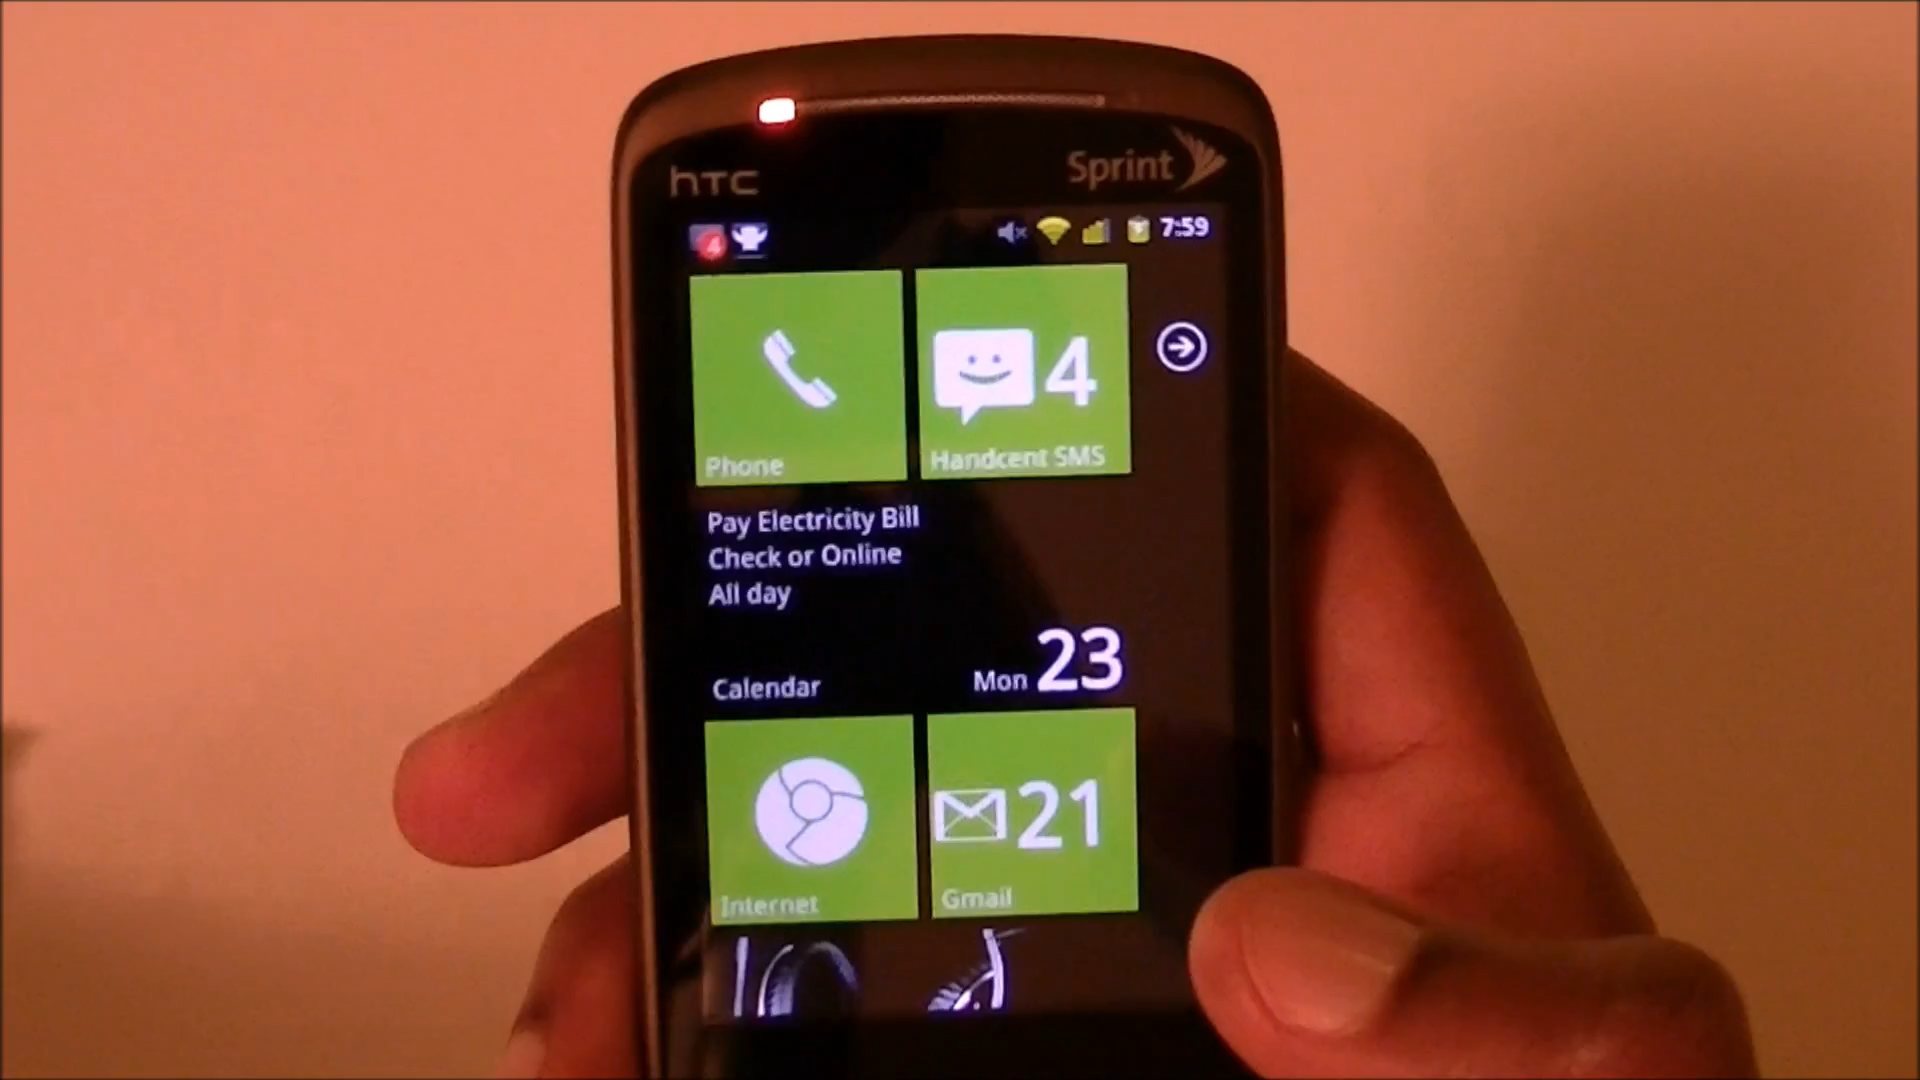 hTC
Sprint
4
7:59
4
Phone
Handcent SMS
Pay Electricity Bill
Check or Online
All day
Calendar
Mon 23
21
Internet
Gmail